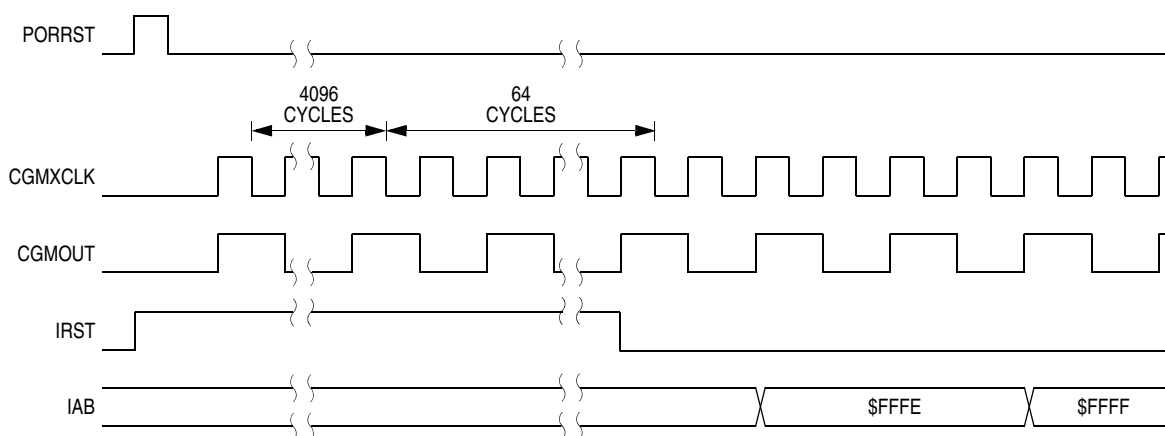 PORRST
4096
CYCLES
64
CYCLES
CGMXCLK
CGMOUT
IRST
IAB
$FFFE
$FFFF